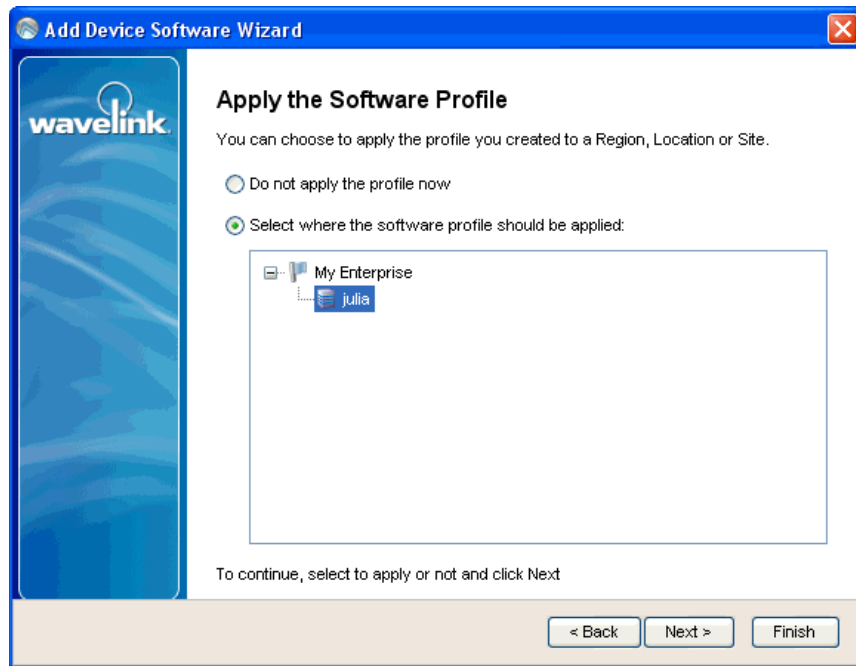 Add Device Software Wizard
wavelink
Apply the Software Profile
You can choose to apply the profile you created to a Region, Location or Site.
Do not apply the profile now
Select where the software profile should be applied:
My Enterprise
julia
To continue, select to apply or not and click Next
< Back
Next >
Finish